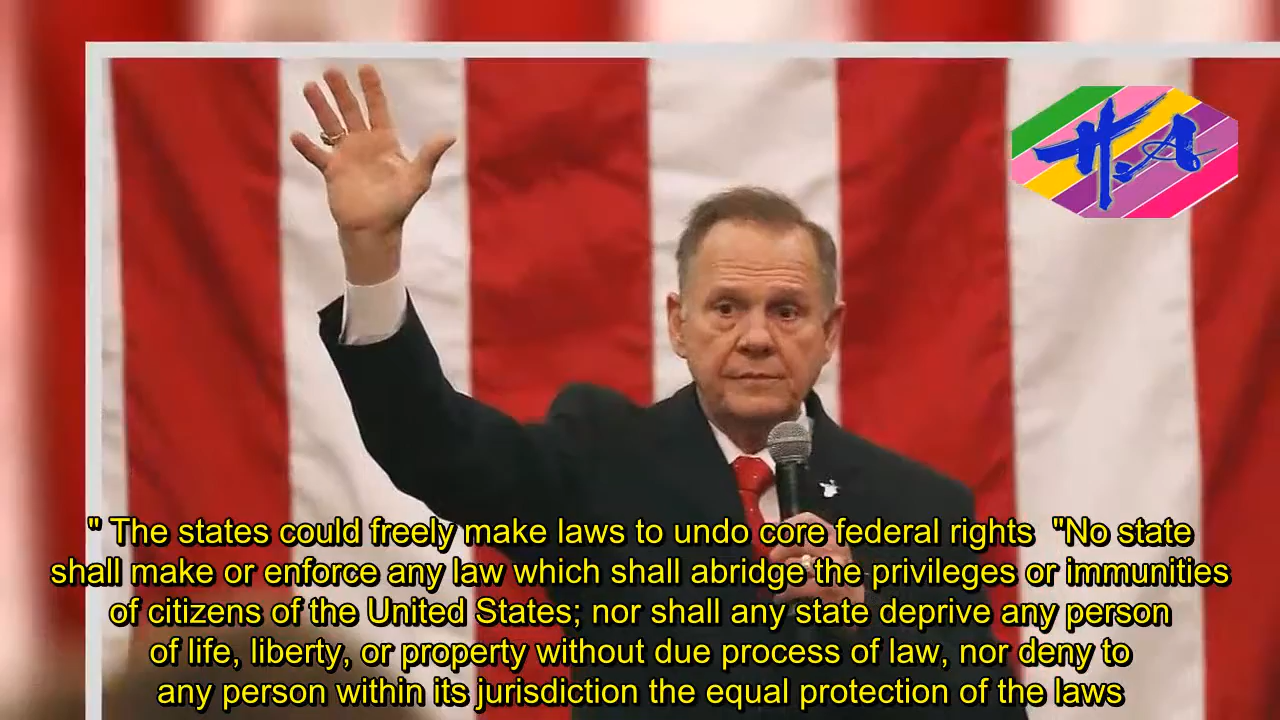 H.A
" The states could freely make laws to undo core federal rights "No state
shall make or enforce any law which shall abridge the privileges or immunities
of citizens of the United States; nor shall any state deprive any person
of life, liberty, or property without due process of law, nor deny to
any person within its jurisdiction the equal protection of the laws